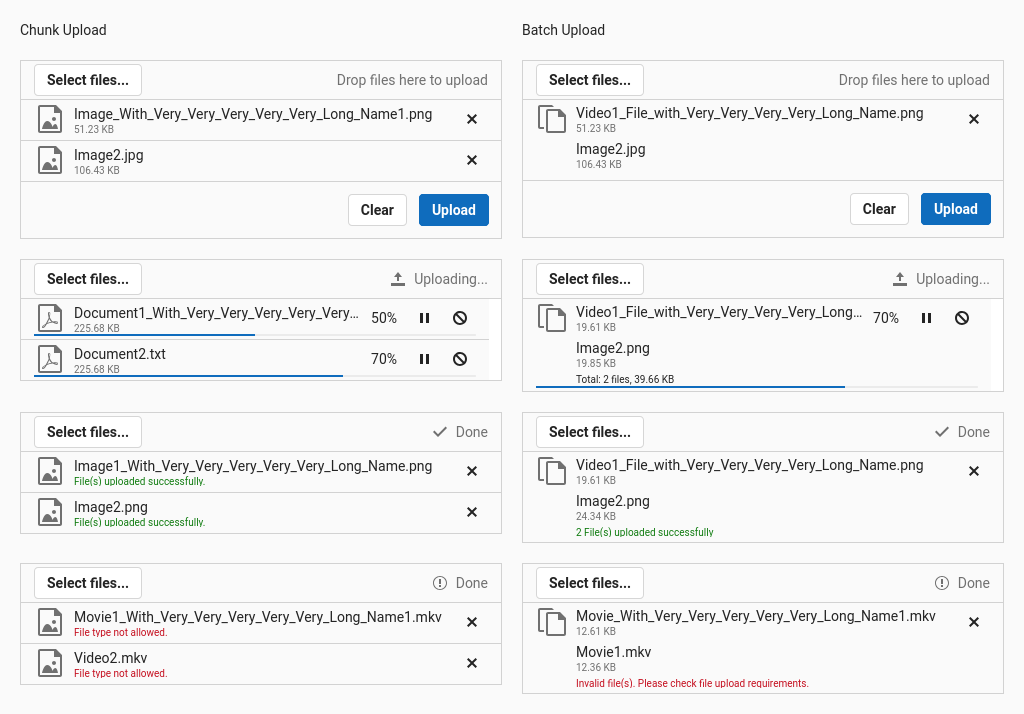 Chunk Upload
Select files...
Drop files here to upload
Image_With_Very_Very_Very_Very_Very_Long_Name1.png
51.23 KB
Image2.jpg
106.43 KB
Clear
Upload
Select files...
Uploading...
Document1_With_Very_Very_Very_Very_Very...
50%
225.68 KB
Document2.txt
70%
225.68 KB
Select files...
Done
Image1_With_Very_Very_Very_Very_Very_Long_Name.png
File(s) uploaded successfully.
Image2.png
File(s) uploaded successfully.
Select files...
Done
Movie1_With_Very_Very_Very_Very_Very_Long_Name1.mkv
File type not allowed.
Video2.mkv
File type not allowed.
Batch Upload
Select files...
Drop files here to upload
Video1_File_with_Very_Very_Very_Very_Long_Name.png
51.23 KB
Image2.jpg
106.43 KB
Clear
Upload
Select files...
Uploading...
Video1_File_with_Very_Very_Very_Very_Long...
70%
19.61 KB
Image2.png
19.85 KB
Total: 2 files, 39.66 KB
Select files...
Done
Video1_File_with_Very_Very_Very_Very_Long_Name.png
19.61 KB
Image2.png
24.34 KB
2 File(s) uploaded successfully
Select files...
Done
Movie_With_Very_Very_Very_Very_Very_Long_Name1.mkv
12.61 KB
Movie1.mkv
12.36 KB
Invalid file(s). Please check file upload requirements.